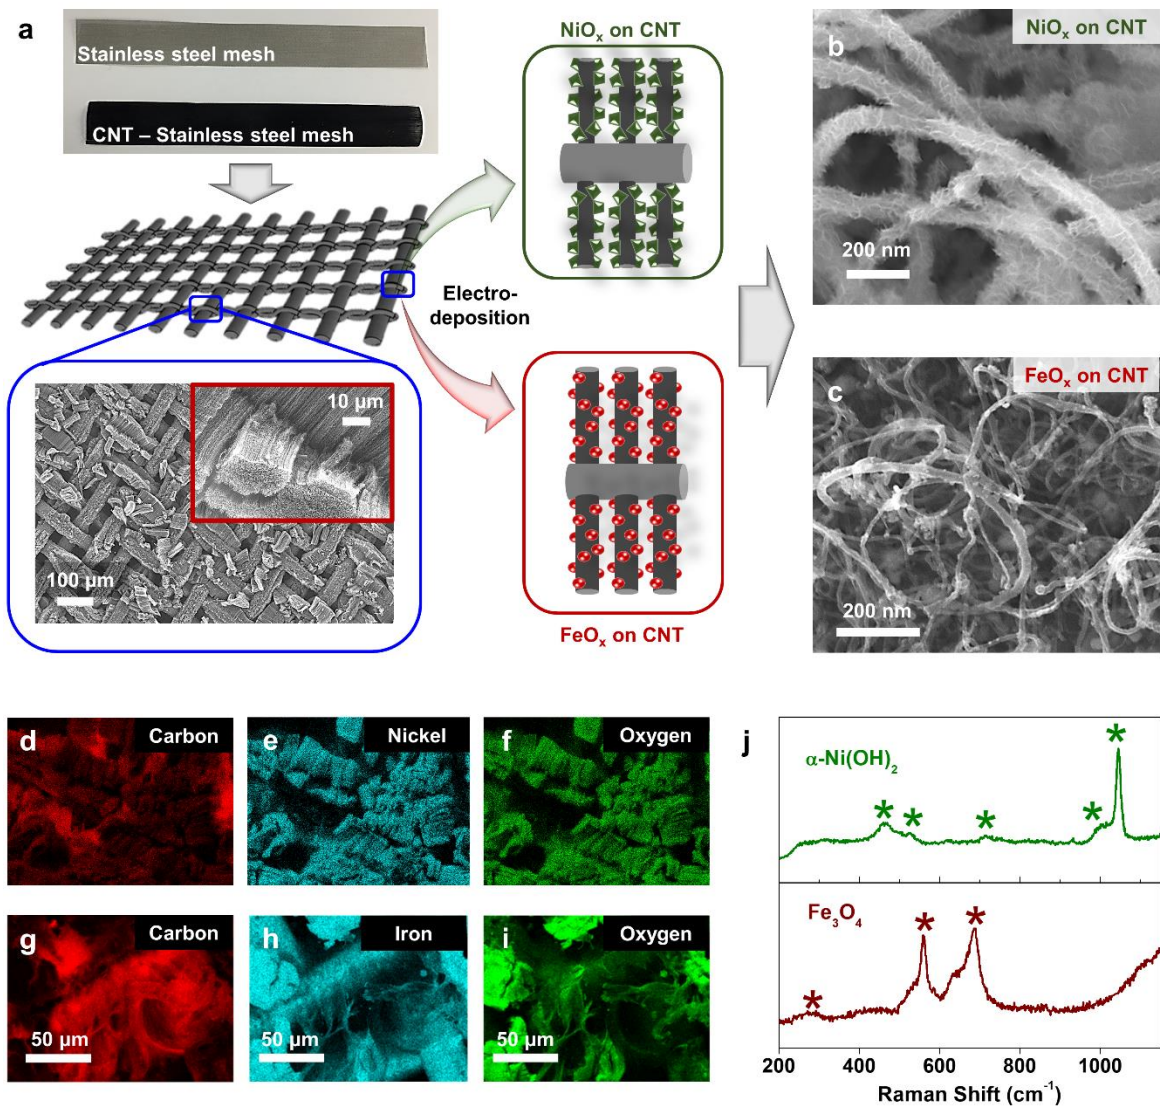 a
Stainless steel mesh
CNT – Stainless steel mesh
Electro-
deposition
10 µm
100 µm
NiOₓ on CNT
FeOₓ on CNT
b
NiOₓ on CNT
200 nm
c
FeOₓ on CNT
200 nm
d
Carbon
e
Nickel
f
Oxygen
g
Carbon
50 µm
h
Iron
50 µm
i
Oxygen
50 µm
j
α-Ni(OH)₂
*
*
*
*
*
Fe₃O₄
*
*
*
200 400 600 800 1000
Raman Shift (cm⁻¹)